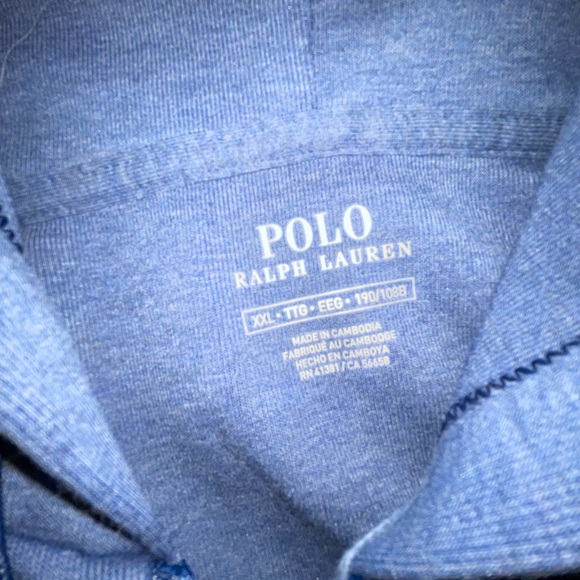 POLO
RALPH LAUREN
XXL • TTG • EEG • 190/108B
MADE IN CAMBODIA
FABRIQUÉ AU CAMBODGE
HECHO EN CAMBOYA
RN 41381 / CA 56458